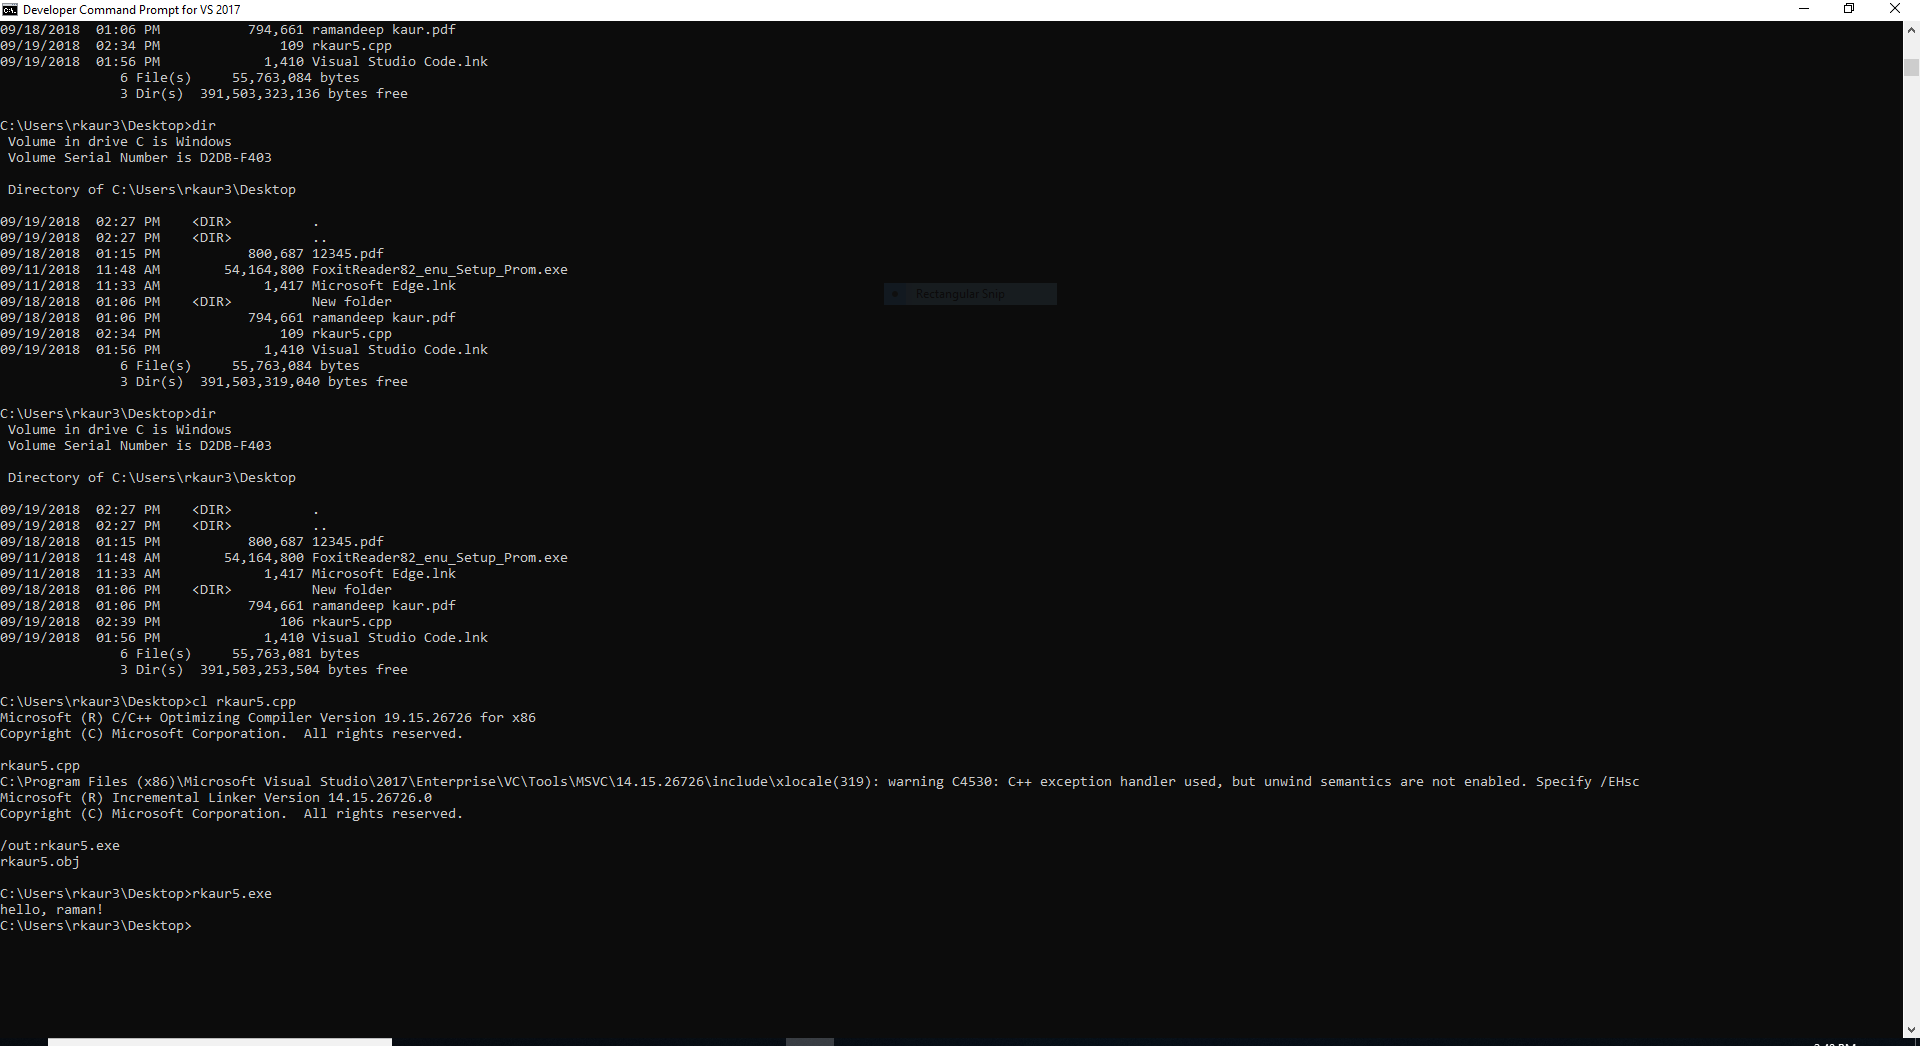 Developer Command Prompt for VS 2017
09/18/2018  01:06 PM           794,661 ramandeep kaur.pdf
09/19/2018  02:34 PM               109 rkaur5.cpp
09/19/2018  01:56 PM             1,410 Visual Studio Code.lnk
               6 File(s)     55,763,084 bytes
               3 Dir(s)  391,503,323,136 bytes free
C:\Users\rkaur3\Desktop>dir
 Volume in drive C is Windows
 Volume Serial Number is D2DB-F403
 Directory of C:\Users\rkaur3\Desktop
09/19/2018  02:27 PM    <DIR>          .
09/19/2018  02:27 PM    <DIR>          ..
09/18/2018  01:15 PM           800,687 12345.pdf
09/11/2018  11:48 AM        54,164,800 FoxitReader82_enu_Setup_Prom.exe
09/11/2018  11:33 AM             1,417 Microsoft Edge.lnk
Rectangular Snip
09/18/2018  01:06 PM    <DIR>          New folder
09/18/2018  01:06 PM           794,661 ramandeep kaur.pdf
09/19/2018  02:34 PM               109 rkaur5.cpp
09/19/2018  01:56 PM             1,410 Visual Studio Code.lnk
               6 File(s)     55,763,084 bytes
               3 Dir(s)  391,503,319,040 bytes free
C:\Users\rkaur3\Desktop>dir
 Volume in drive C is Windows
 Volume Serial Number is D2DB-F403
 Directory of C:\Users\rkaur3\Desktop
09/19/2018  02:27 PM    <DIR>          .
09/19/2018  02:27 PM    <DIR>          ..
09/18/2018  01:15 PM           800,687 12345.pdf
09/11/2018  11:48 AM        54,164,800 FoxitReader82_enu_Setup_Prom.exe
09/11/2018  11:33 AM             1,417 Microsoft Edge.lnk
09/18/2018  01:06 PM    <DIR>          New folder
09/18/2018  01:06 PM           794,661 ramandeep kaur.pdf
09/19/2018  02:39 PM               106 rkaur5.cpp
09/19/2018  01:56 PM             1,410 Visual Studio Code.lnk
               6 File(s)     55,763,081 bytes
               3 Dir(s)  391,503,253,504 bytes free
C:\Users\rkaur3\Desktop>cl rkaur5.cpp
Microsoft (R) C/C++ Optimizing Compiler Version 19.15.26726 for x86
Copyright (C) Microsoft Corporation.  All rights reserved.
rkaur5.cpp
C:\Program Files (x86)\Microsoft Visual Studio\2017\Enterprise\VC\Tools\MSVC\14.15.26726\include\xlocale(319): warning C4530: C++ exception handler used, but unwind semantics are not enabled. Specify /EHsc
Microsoft (R) Incremental Linker Version 14.15.26726.0
Copyright (C) Microsoft Corporation.  All rights reserved.
/out:rkaur5.exe
rkaur5.obj
C:\Users\rkaur3\Desktop>rkaur5.exe
hello, raman!
C:\Users\rkaur3\Desktop>